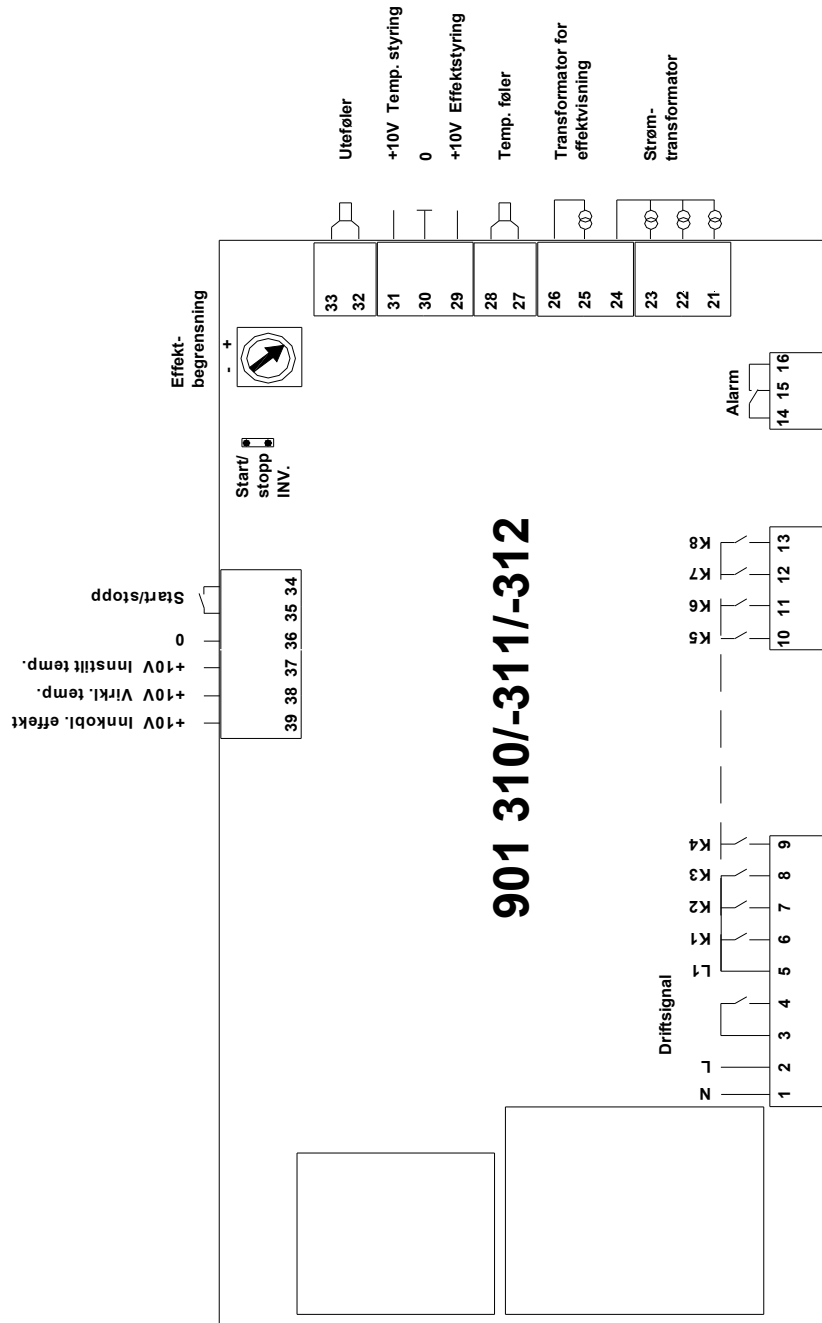 Uteføler
+10V Temp. styring
0
+10V Effektstyring
Temp. føler
Transformator for
effektvisning
Strøm-
transformator
33
32
31
30
29
28
27
26
25
24
23
22
21
Effekt-
begrensning
- +
Start/
stopp
INV.
Alarm
14 15 16
Start/stopp
0
+10V Innstilt temp.
+10V Virkl. temp.
+10V Innkobl. effekt
39 38 37 36 35 34
901 310/-311/-312
K8
K7
K6
K5
13
12
11
10
K4
K3
K2
K1
L1
Driftsignal
L
N
9
8
7
6
5
4
3
2
1